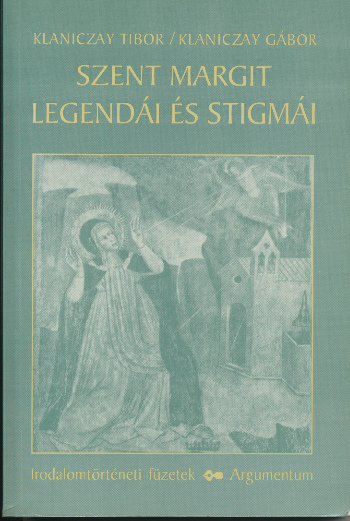 KLANICZAY TIBOR / KLANICZAY GÁBOR
SZENT MARGIT
LEGENDÁI ÉS STIGMÁI
Irodalomtörténeti füzetek Argumentum